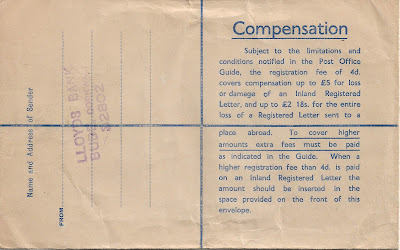 Compensation
Subject to the limitations and
conditions notified in the Post Office
Guide, the registration fee of 4d.
covers compensation up to £5 for loss
or damage of an Inland Registered
Letter, and up to £2 18s. for the entire
loss of a Registered Letter sent to a
place abroad. To cover higher
amounts extra fees must be paid
as indicated in the Guide. When a
higher registration fee than 4d. is paid
on an Inland Registered Letter the
amount should be inserted in the
space provided on the front of this
envelope.
Name and Address of Sender
FROM
LLOYDS BANK